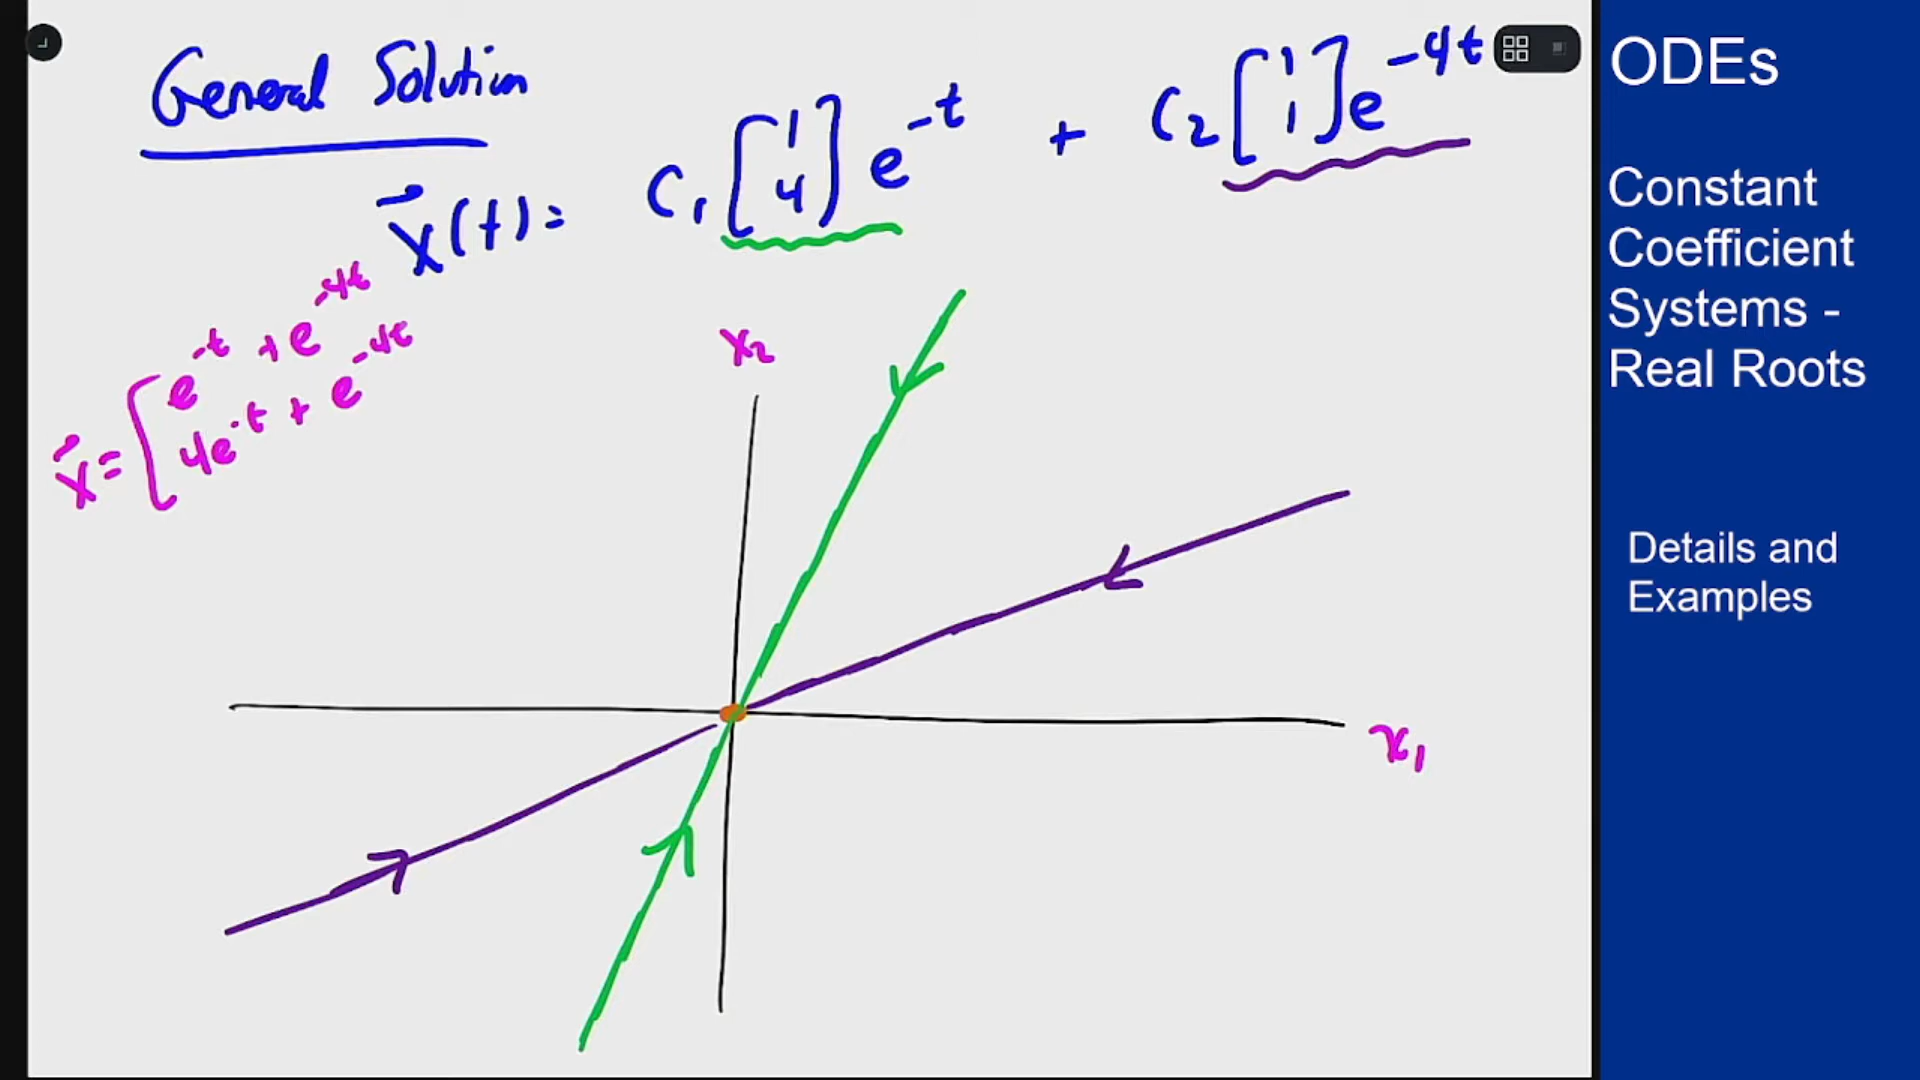 General Solution
x⃗(t) = C₁ [1 4] e^{-t} + C₂ [1 1] e^{-4t}
x⃗ = [e^{-t} + e^{-4t}
4e^{-t} + e^{-4t}
x₂
x₁
ODEs
Constant
Coefficient
Systems -
Real Roots
Details and
Examples